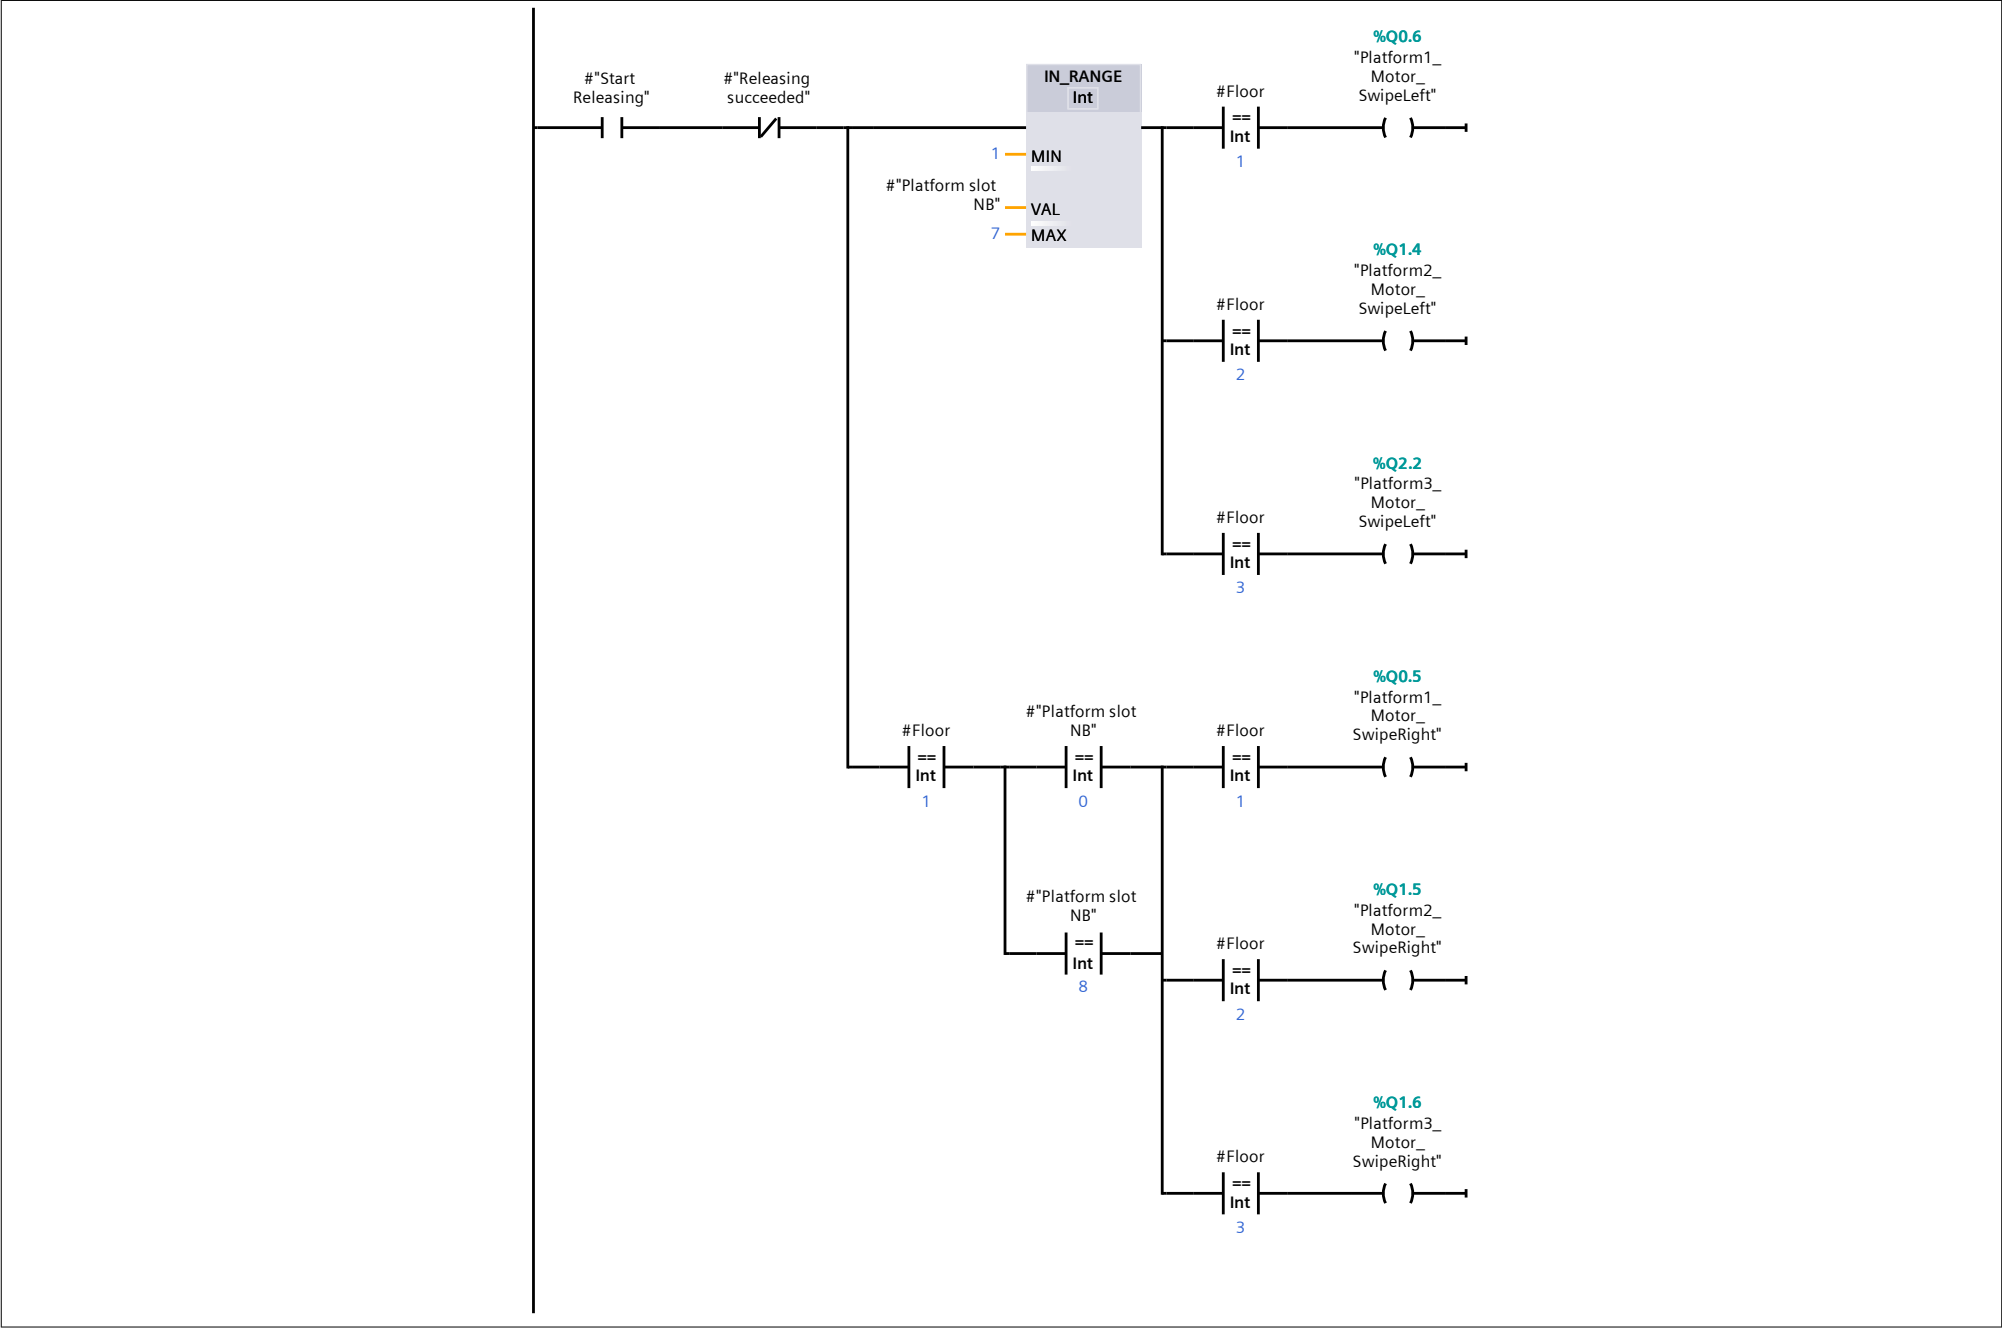 %Q0.6
"Platform1_
Motor_
SwipeLeft"
#"Start
Releasing"
#"Releasing
succeeded"
IN_RANGE
Int
#Floor
==
Int
1
1
MIN
#"Platform slot
NB"
VAL
7
MAX
%Q1.4
"Platform2_
Motor_
SwipeLeft"
#Floor
==
Int
2
%Q2.2
"Platform3_
Motor_
SwipeLeft"
#Floor
==
Int
3
%Q0.5
"Platform1_
Motor_
SwipeRight"
#Floor
==
Int
1
#"Platform slot
NB"
==
Int
0
#Floor
==
Int
1
#"Platform slot
NB"
==
Int
8
%Q1.5
"Platform2_
Motor_
SwipeRight"
#Floor
==
Int
2
%Q1.6
"Platform3_
Motor_
SwipeRight"
#Floor
==
Int
3